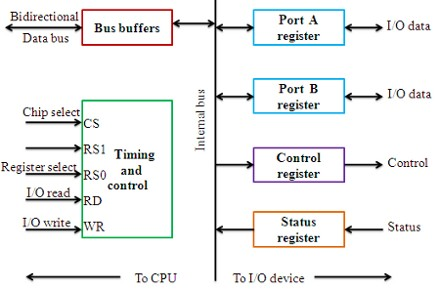 Bidirectional
Data bus
Bus buffers
Chip select
CS
RS1
Register select
RS0
I/O read
RD
I/O write
WR
Timing
and
control
Internal bus
Port A
register
I/O data
Port B
register
I/O data
Control
register
Control
Status
register
Status
To CPU
To I/O device